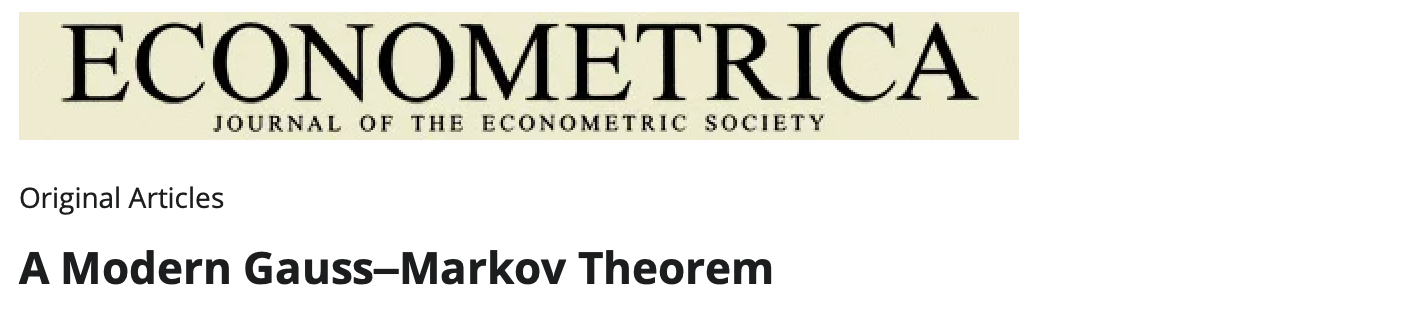 ECONOMETRICA
JOURNAL OF THE ECONOMETRIC SOCIETY
Original Articles
A Modern Gauss–Markov Theorem